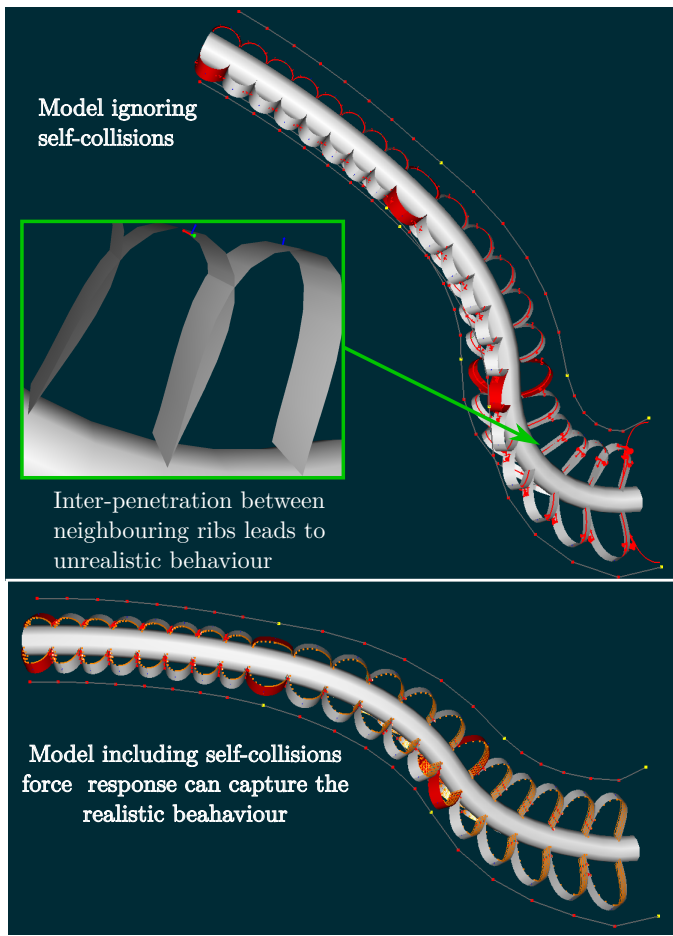 Model ignoring
self-collisions
Inter-penetration between
neighbouring ribs leads to
unrealistic behaviour
Model including self-collisions
force response can capture the
realistic beahaviour